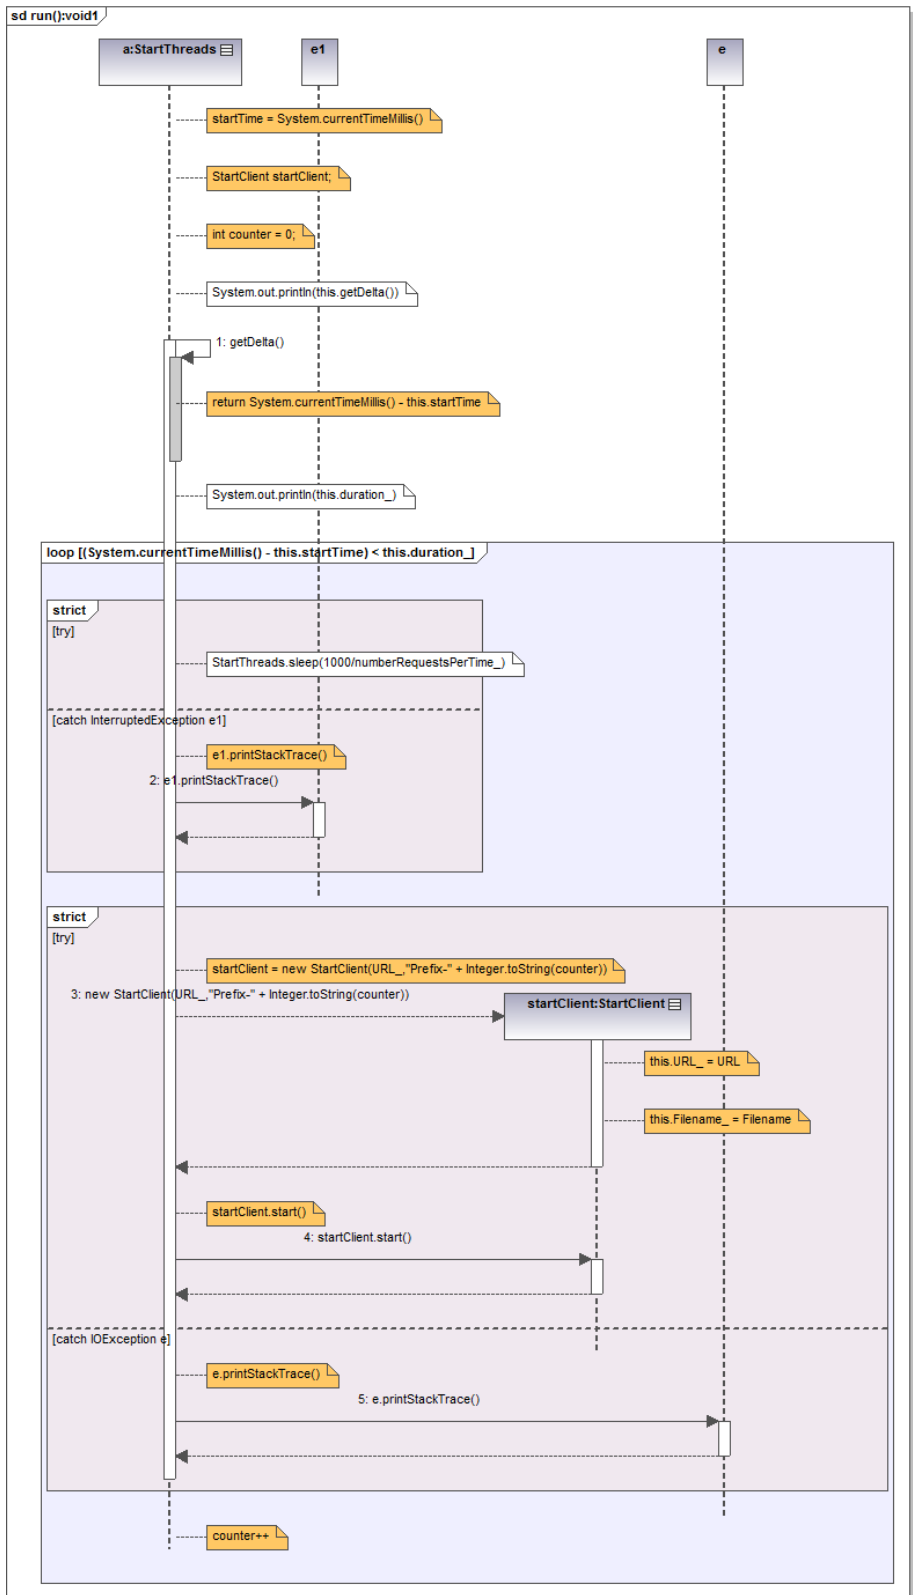 sd run():void1
a:StartThreads
e1
e
startTime = System.currentTimeMillis()
StartClient startClient;
int counter = 0;
System.out.println(this.getDelta())
1: getDelta()
return System.currentTimeMillis() - this.startTime
System.out.println(this.duration_)
loop [(System.currentTimeMillis() - this.startTime) < this.duration_]
strict
[try]
StartThreads.sleep(1000/numberRequestsPerTime_)
[catch InterruptedException e1]
e1.printStackTrace()
2: e1.printStackTrace()
strict
[try]
startClient = new StartClient(URL_,"Prefix-" + Integer.toString(counter))
3: new StartClient(URL_,"Prefix-" + Integer.toString(counter))
startClient:StartClient
this.URL_ = URL
this.Filename_ = Filename
startClient.start()
4: startClient.start()
[catch IOException e]
e.printStackTrace()
5: e.printStackTrace()
counter++